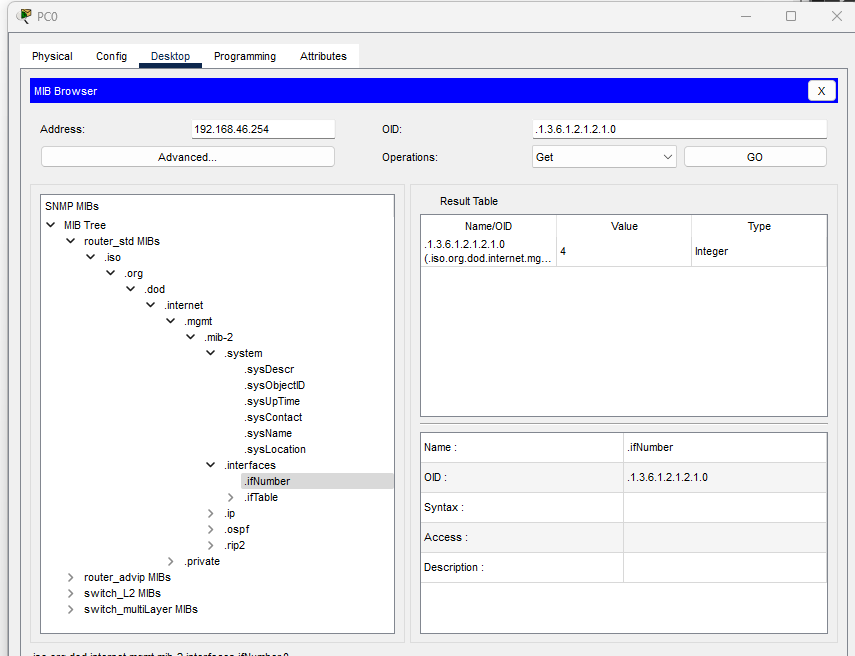 PC0
Physical Config Desktop Programming Attributes
MIB Browser X
Address: 192.168.46.254 OID: .1.3.6.1.2.1.2.1.0
Advanced... Operations: Get GO
SNMP MIBs
MIB Tree
router_std MIBs
.iso
.org
.dod
.internet
.mgmt
.mib-2
.system
.sysDescr
.sysObjectID
.sysUpTime
.sysContact
.sysName
.sysLocation
.interfaces
.ifNumber
.ifTable
.ip
.ospf
.rip2
.private
router_advip MIBs
switch_L2 MIBs
switch_multiLayer MIBs
Result Table
Name/OID Value Type
.1.3.6.1.2.1.2.1.0
(.iso.org.dod.internet.mg... 4 Integer
Name : .ifNumber
OID : .1.3.6.1.2.1.2.1.0
Syntax :
Access :
Description :
.iso.org.dod.internet.mgmt.mib-2.interfaces.ifNumber.0